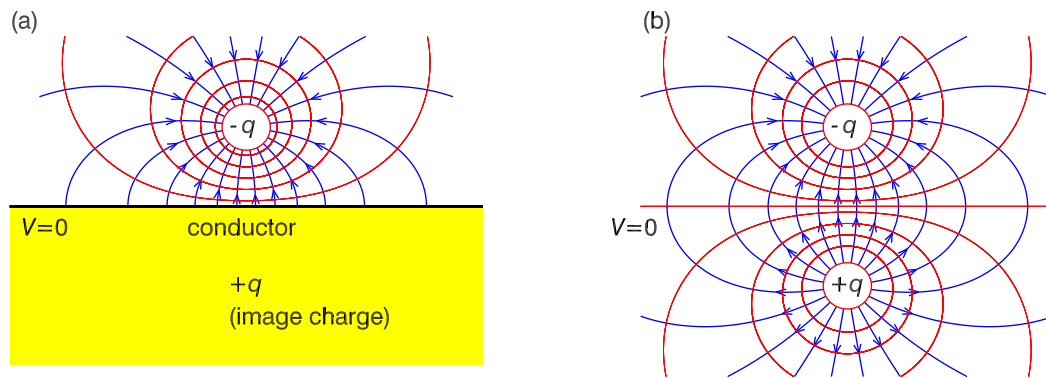 (a)
-q
V=0
conductor
+q
(image charge)
(b)
-q
V=0
+q